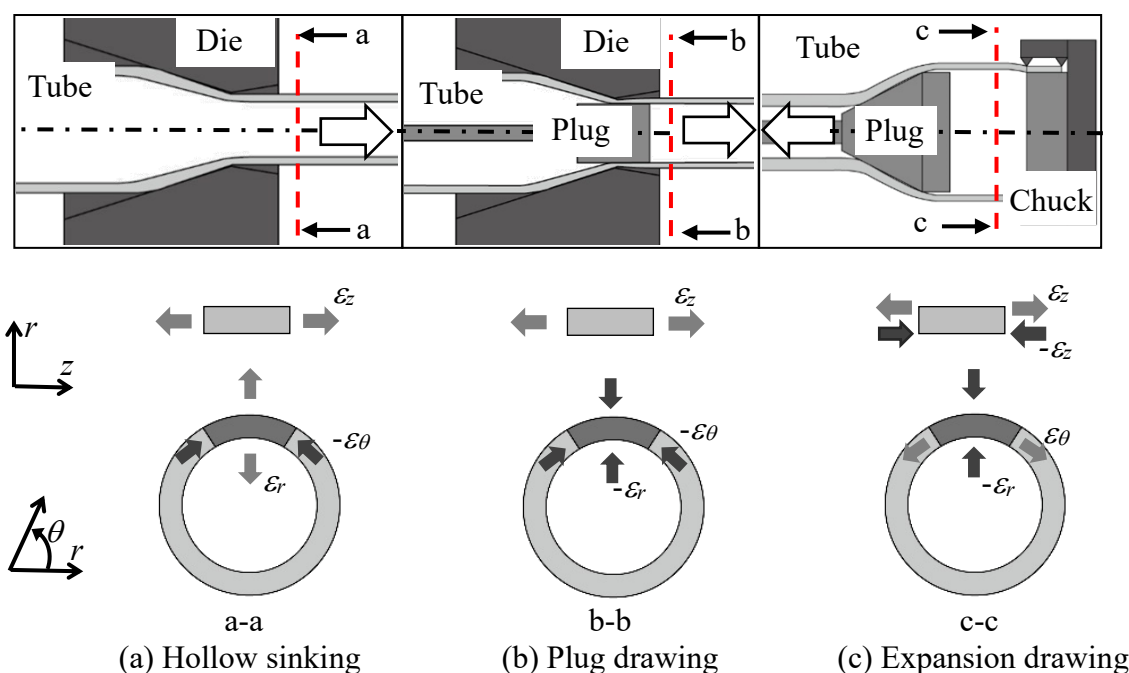 Die
a
Tube
Plug
a
Die
b
Tube
Plug
b
Tube
c
Plug
Chuck
c
εz
εz
εz
-εz
r
z
-εθ
εr
-εθ
-εr
εθ
-εr
θ
r
a-a
b-b
c-c
(a) Hollow sinking
(b) Plug drawing
(c) Expansion drawing